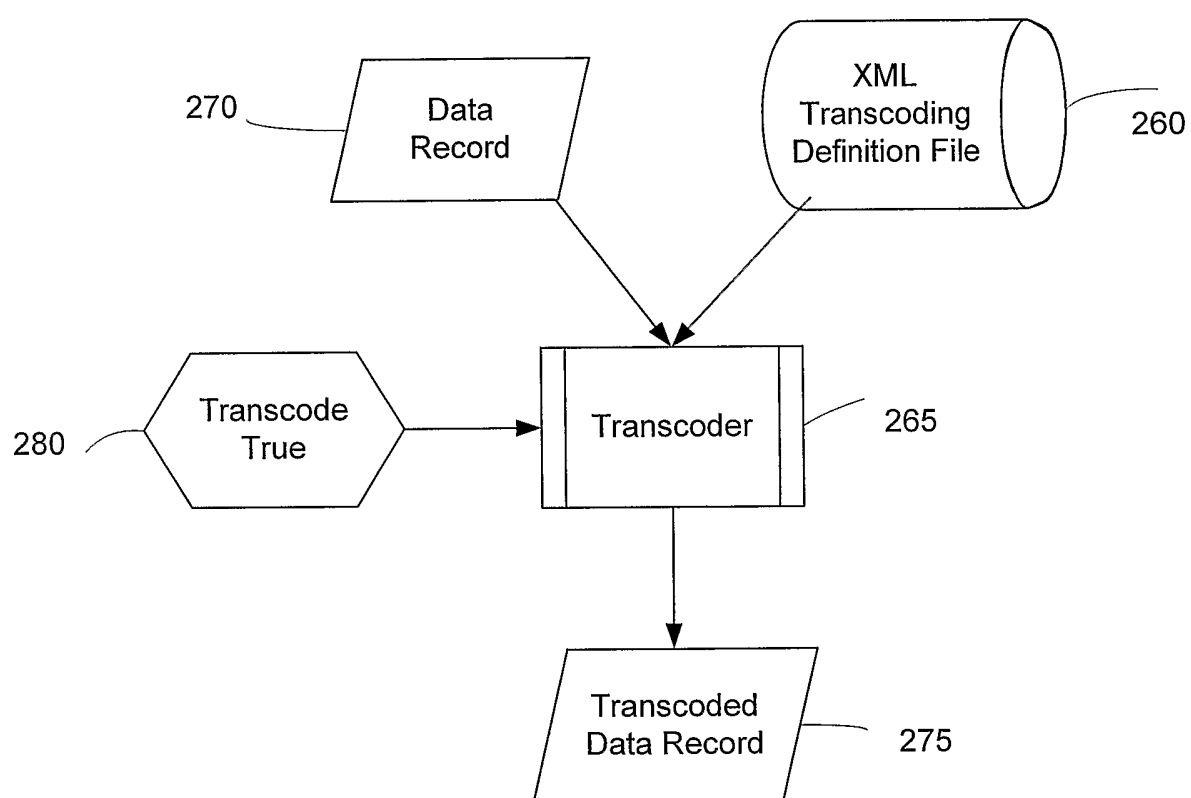 270
Data
Record
XML
Transcoding
Definition File
260
280
Transcode
True
Transcoder
265
Transcoded
Data Record
275